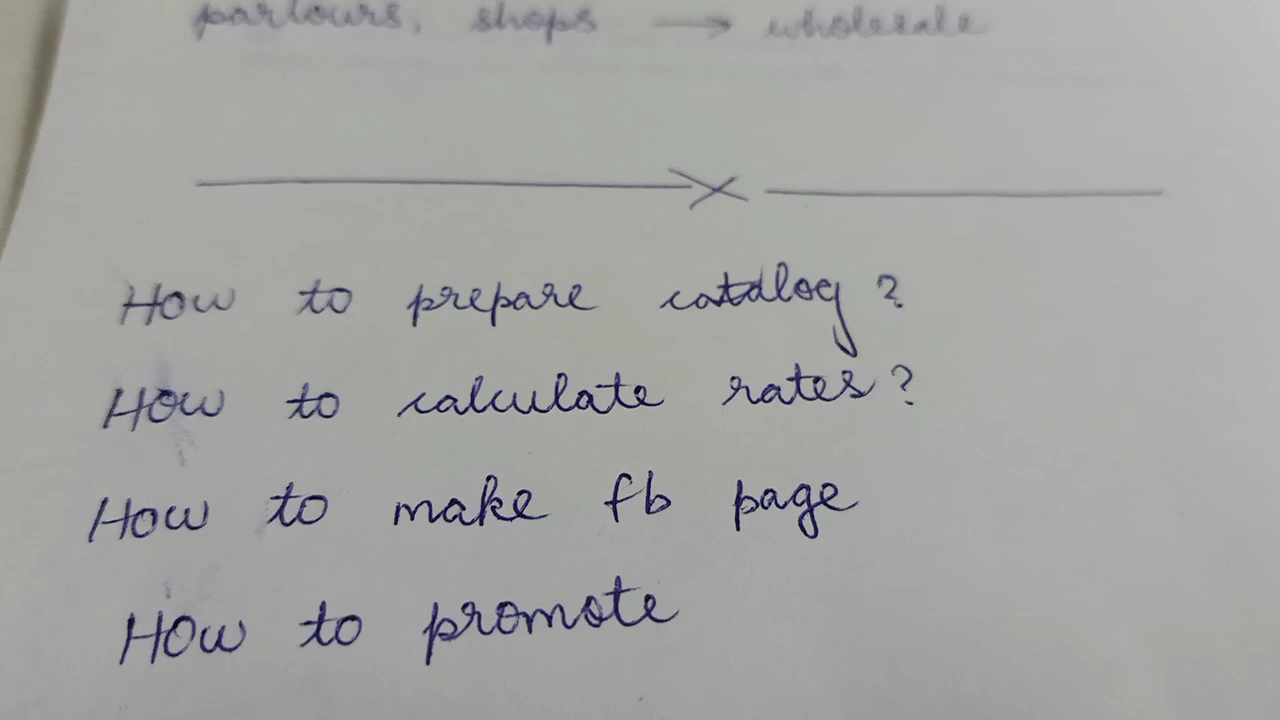 parlours, shops → wholesale
How to prepare catalog?
How to calculate rates?
How to make fb page
How to promote